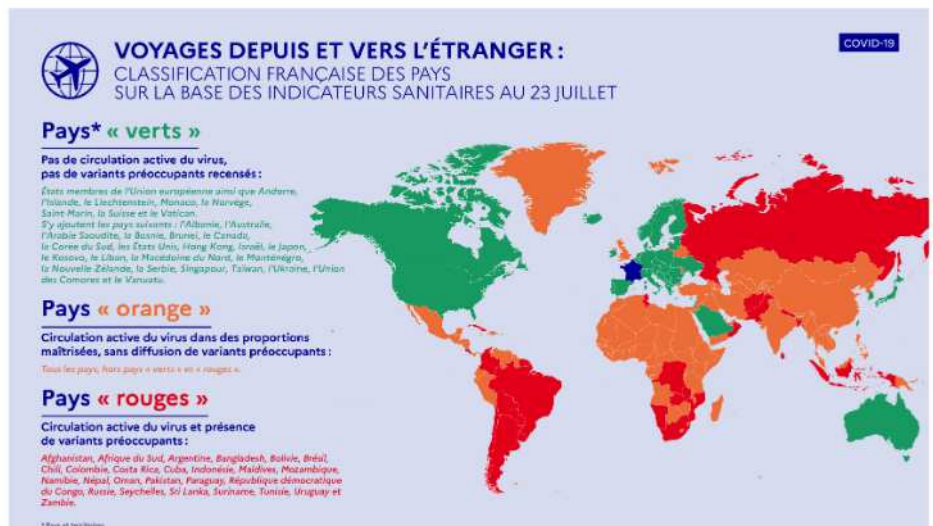 COVID-19
VOYAGES DEPUIS ET VERS L'ÉTRANGER :
CLASSIFICATION FRANÇAISE DES PAYS
SUR LA BASE DES INDICATEURS SANITAIRES AU 23 JUILLET
Pays* « verts »
Pas de circulation active du virus,
pas de variants préoccupants recensés :
États membres de l'Union européenne ainsi que Andorre,
l'Islande, le Liechtenstein, Monaco, la Norvège,
Saint-Marin, la Suisse et le Vatican.
S'y ajoutent les pays suivants : l'Albanie, l'Australie,
l'Arabie Saoudite, la Bosnie, Brunei, le Canada,
la Corée du Sud, les États Unis, Hong Kong, Israël, le Japon,
le Kosovo, le Liban, la Macédoine du Nord, le Monténégro,
la Nouvelle-Zélande, la Serbie, Singapour, Taiwan, l'Ukraine, l'Union
des Comores et le Vanuatu.
Pays « orange »
Circulation active du virus dans des proportions
maîtrisées, sans diffusion de variants préoccupants :
Tous les pays, hors pays « verts » et « rouges ».
Pays « rouges »
Circulation active du virus et présence
de variants préoccupants :
Afghanistan, Afrique du Sud, Argentine, Bangladesh, Bolivie, Brésil,
Chili, Colombie, Costa Rica, Cuba, Indonésie, Maldives, Mozambique,
Namibie, Népal, Oman, Pakistan, Paraguay, République démocratique
du Congo, Russie, Seychelles, Sri Lanka, Suriname, Tunisie, Uruguay et
Zambie.
*Pays et territoires